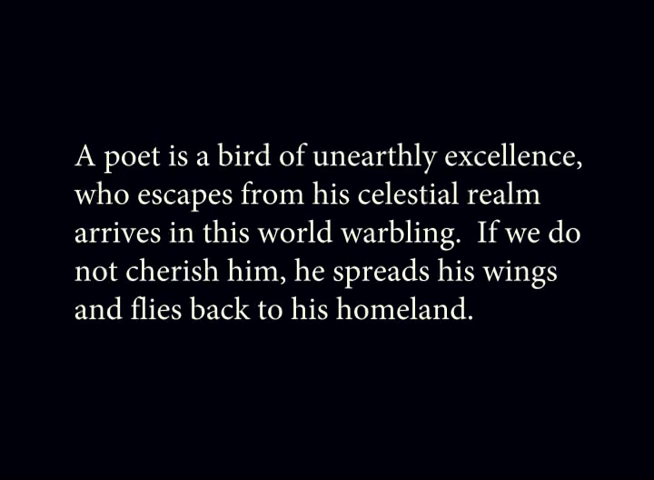 A poet is a bird of unearthly excellence,
who escapes from his celestial realm
arrives in this world warbling.  If we do
not cherish him, he spreads his wings
and flies back to his homeland.